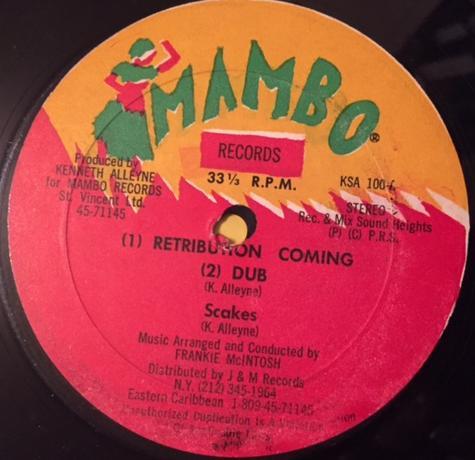 MAMBO®
RECORDS
33 ⅓ R.P.M.
KSA 100-
Produced by
KENNETH ALLEYNE
for MAMBO RECORDS
St. Vincent Ltd.
45-71145
STEREO
Rec. & Mix Sound Heights
(P) (C) P.R.S.
(1) RETRIBUTION COMING
(2) DUB
(K. Alleyne)
Scakes
(K. Alleyne)
Music Arranged and Conducted by
FRANKIE McINTOSH
Distributed by J & M Records
N.Y. (212) 345-1964
Eastern Caribbean 1-809-45-71145
Unauthorized Duplication Is A